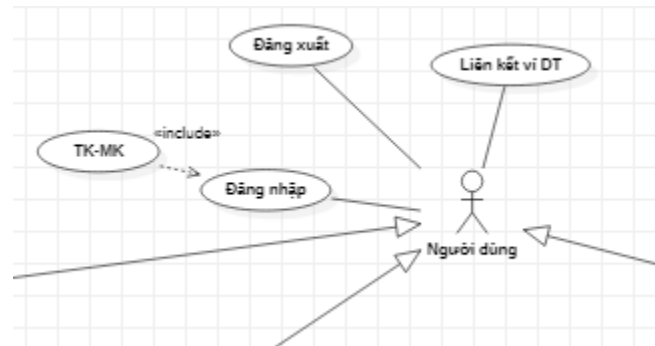 Đăng xuất
Liên kết ví DT
«include»
TK-MK
Đăng nhập
Người dùng